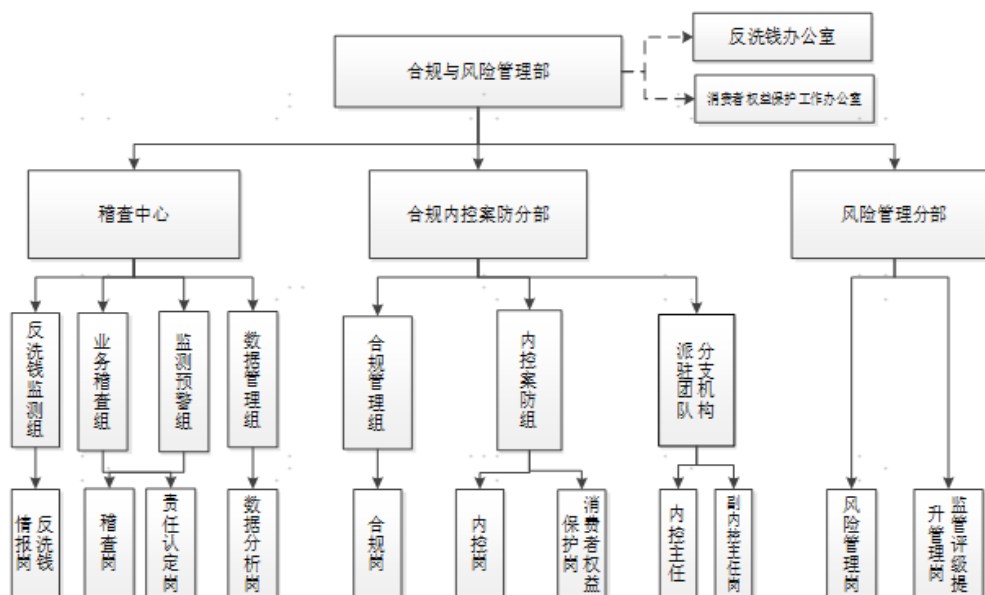 反洗钱办公室
合规与风险管理部
消费者权益保护工作办公室
稽查中心
合规内控案防分部
风险管理分部
反洗钱监测组
业务稽查组
监测预警组
数据管理组
合规管理组
内控案防组
分支机构
派驻团队
反洗钱
情报岗
稽查岗
责任认定岗
数据分析岗
合规岗
内控岗
消费者权益
保护岗
内控主任
副内控主任岗
风险管理岗
监管评级提
升管理岗